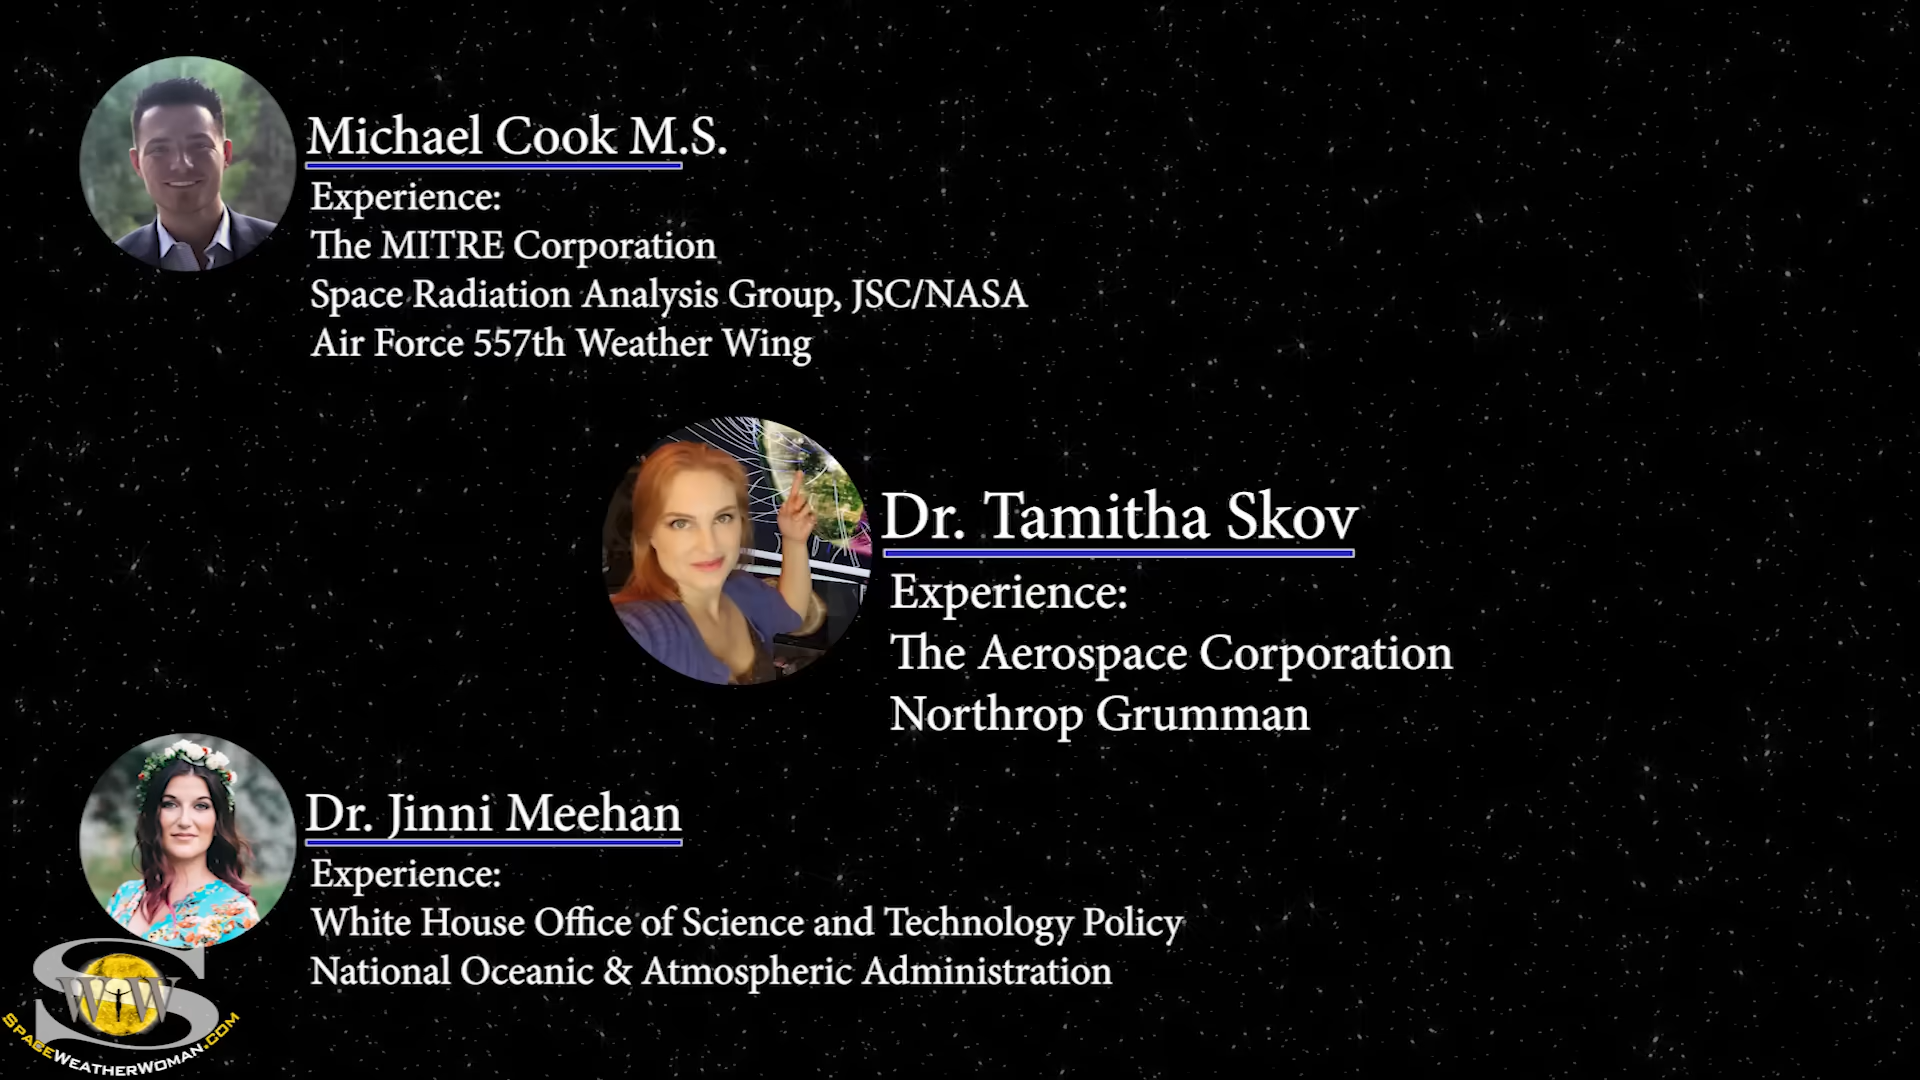 Michael Cook M.S.
Experience:
The MITRE Corporation
Space Radiation Analysis Group, JSC/NASA
Air Force 557th Weather Wing
Dr. Tamitha Skov
Experience:
The Aerospace Corporation
Northrop Grumman
Dr. Jinni Meehan
Experience:
White House Office of Science and Technology Policy
National Oceanic & Atmospheric Administration
SWW
SPACEWEATHERWOMAN.COM